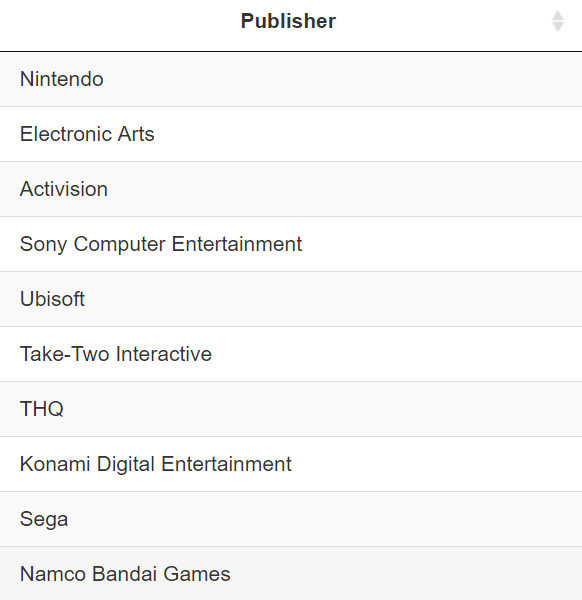 Publisher
Nintendo
Electronic Arts
Activision
Sony Computer Entertainment
Ubisoft
Take-Two Interactive
THQ
Konami Digital Entertainment
Sega
Namco Bandai Games